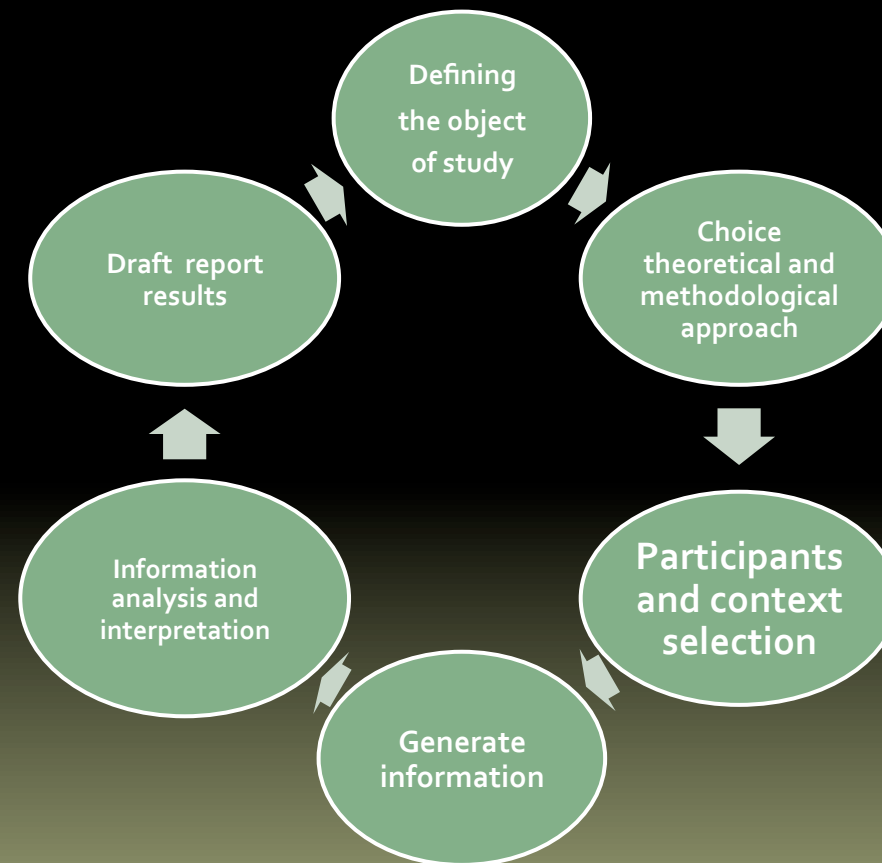 Defining
the object
of study
Choice
theoretical and
methodological
approach
Participants
and context
selection
Generate
information
Information
analysis and
interpretation
Draft report
results